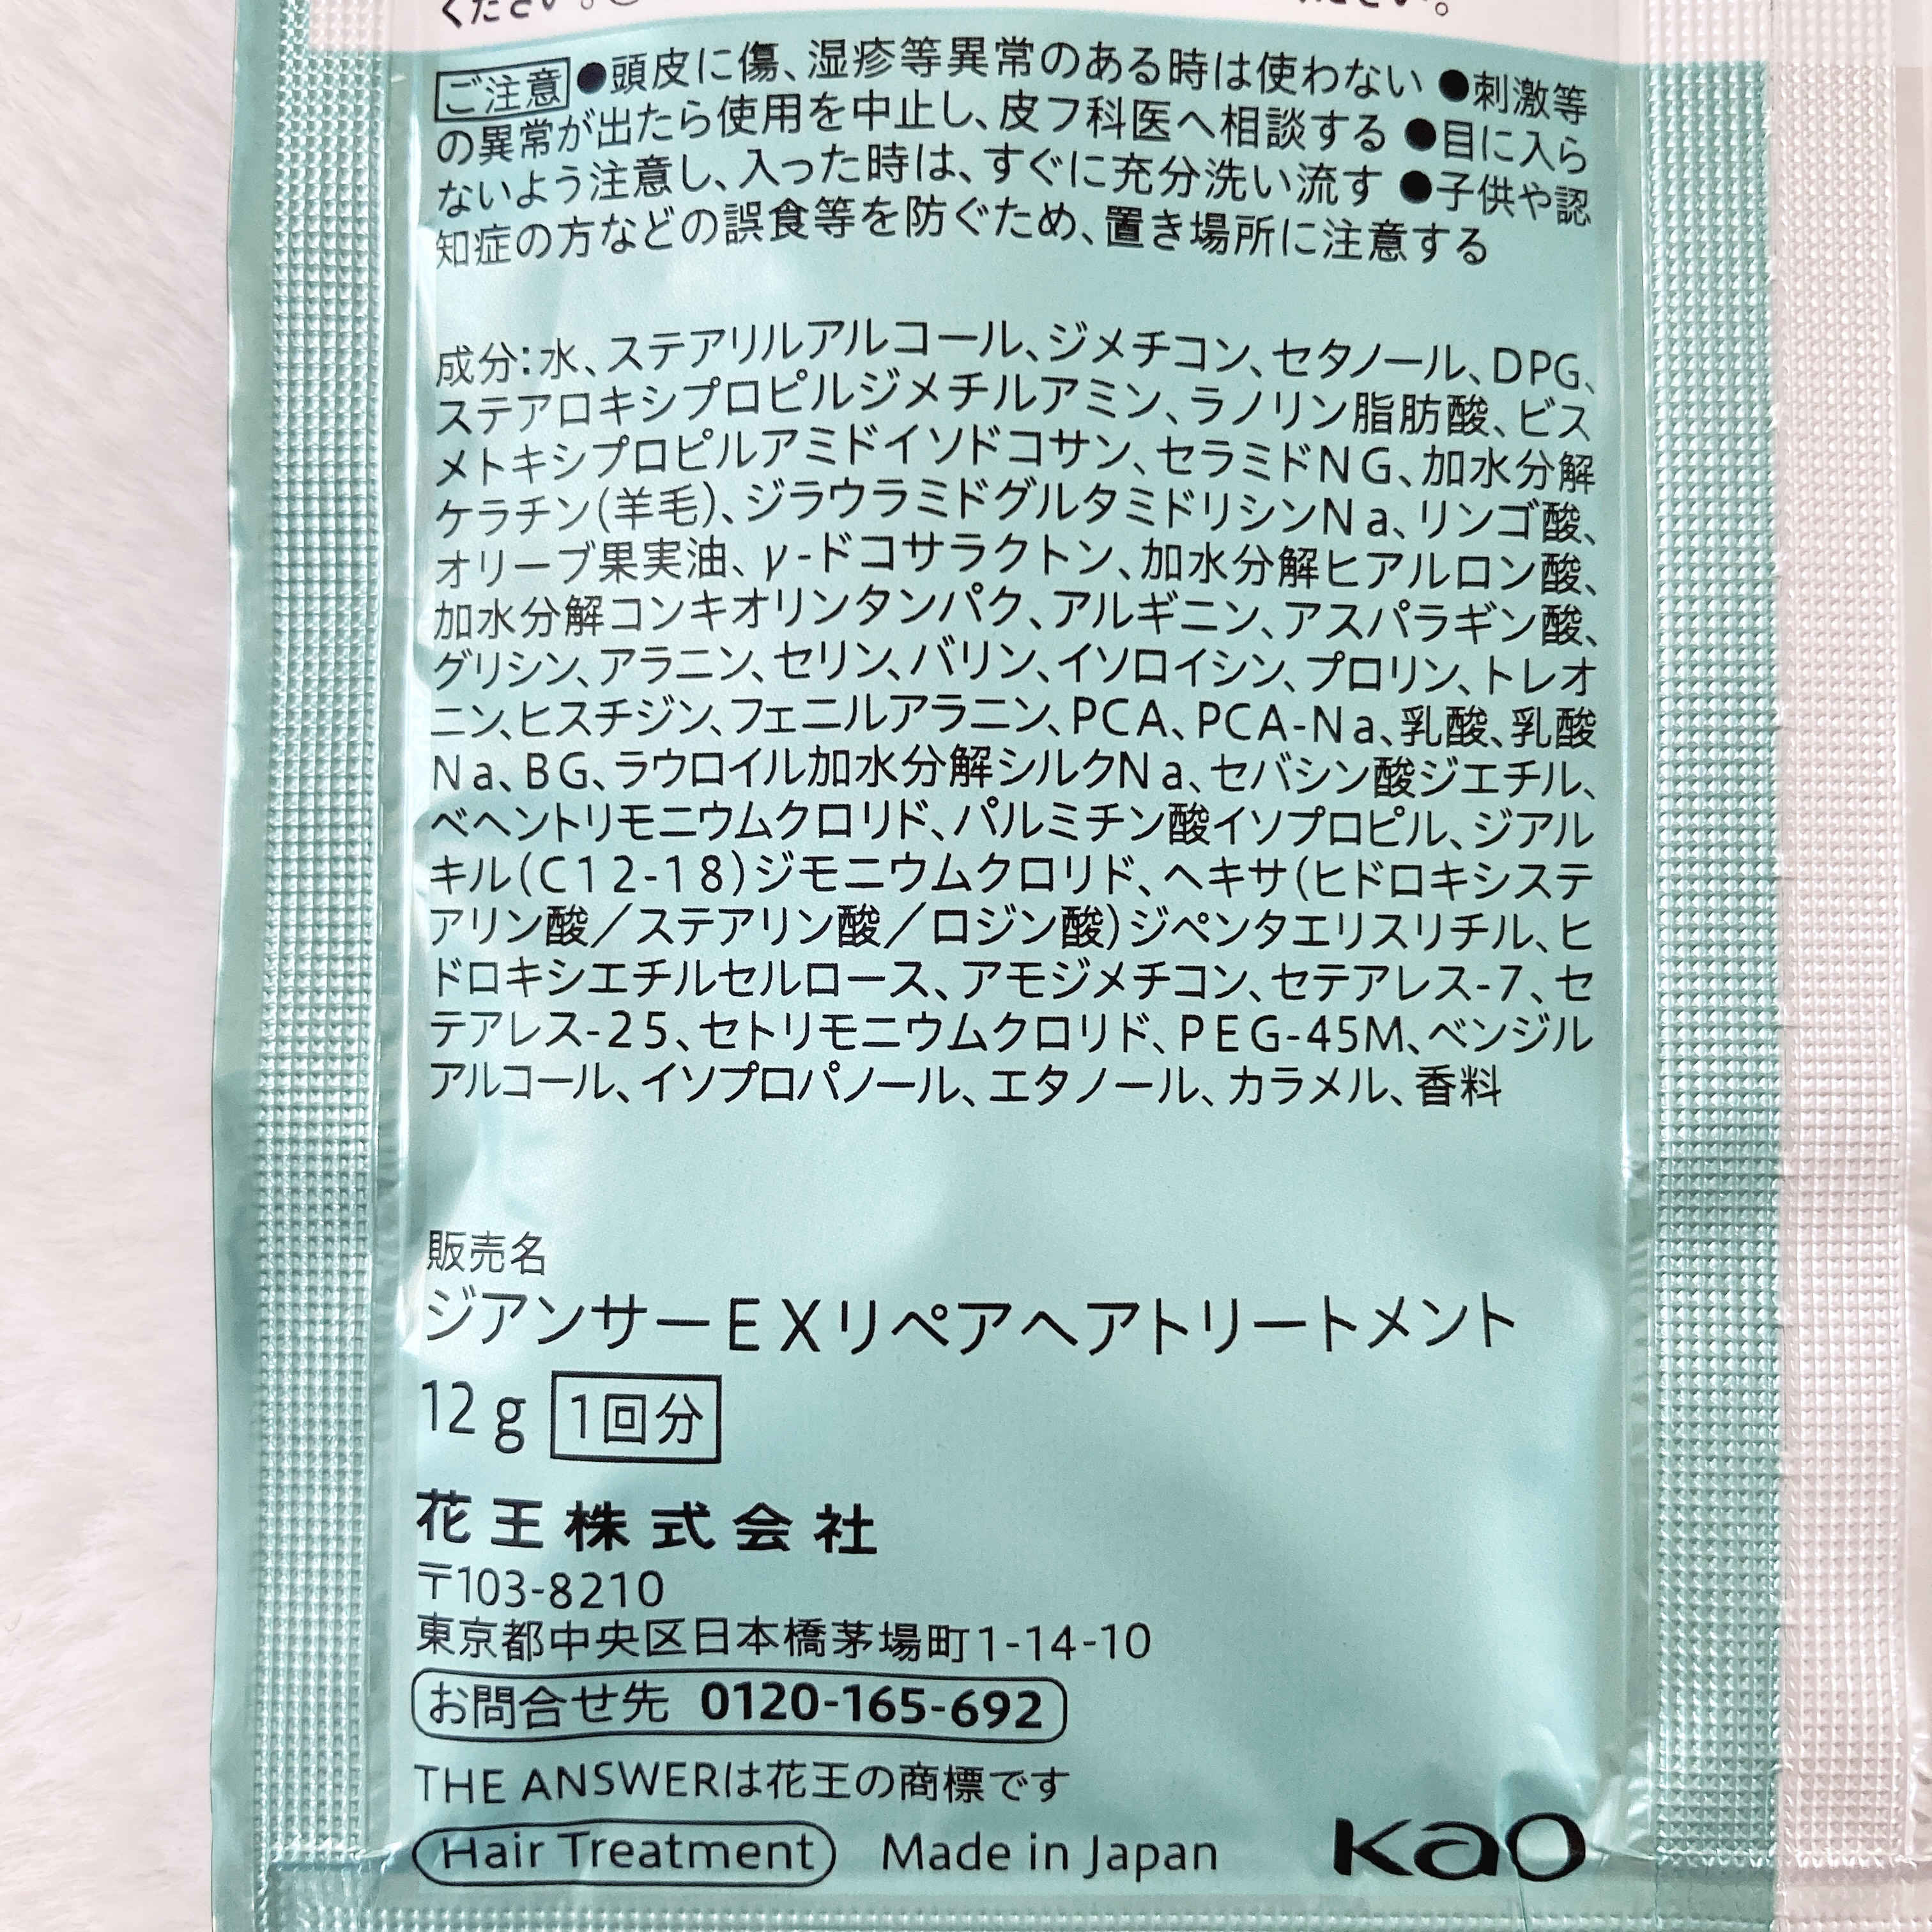 ください。
ご注意 ●頭皮に傷、湿疹等異常のある時は使わない ●刺激等
の異常が出たら使用を中止し、皮フ科医へ相談する ●目に入ら
ないよう注意し、入った時は、すぐに充分洗い流す ●子供や認
知症の方などの誤食等を防ぐため、置き場所に注意する
成分:水、ステアリルアルコール、ジメチコン、セタノール、DPG、
ステアロキシプロピルジメチルアミン、ラノリン脂肪酸、ビス
メトキシプロピルアミドイソドコサン、セラミドNG、加水分解
ケラチン(羊毛)、ジラウラミドグルタミドリシンNa、リンゴ酸、
オリーブ果実油、γ-ドコサラクトン、加水分解ヒアルロン酸、
加水分解コンキオリンタンパク、アルギニン、アスパラギン酸、
グリシン、アラニン、セリン、バリン、イソロイシン、プロリン、トレオ
ニン、ヒスチジン、フェニルアラニン、PCA、PCA-Na、乳酸、乳酸
Na、BG、ラウロイル加水分解シルクNa、セバシン酸ジエチル、
ベヘントリモニウムクロリド、パルミチン酸イソプロピル、ジアル
キル(C12-18)ジモニウムクロリド、ヘキサ(ヒドロキシステ
アリン酸/ステアリン酸/ロジン酸)ジペンタエリスリチル、ヒ
ドロキシエチルセルロース、アモジメチコン、セテアレス-7、セ
テアレス-25、セトリモニウムクロリド、PEG-45M、ベンジル
アルコール、イソプロパノール、エタノール、カラメル、香料
販売名
ジアンサーEXリペアヘアトリートメント
12g 1回分
花王株式会社
〒103-8210
東京都中央区日本橋茅場町1-14-10
お問合せ先 0120-165-692
THE ANSWERは花王の商標です
Hair Treatment Made in Japan Kao